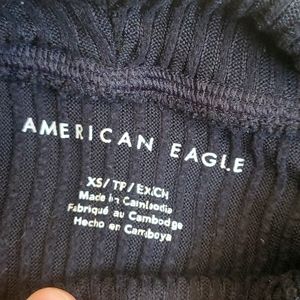 AMERICAN EAGLE
XS/TP/EXCH
Made in Cambodia
Fabriqué au Cambodge
Hecho en Camboya